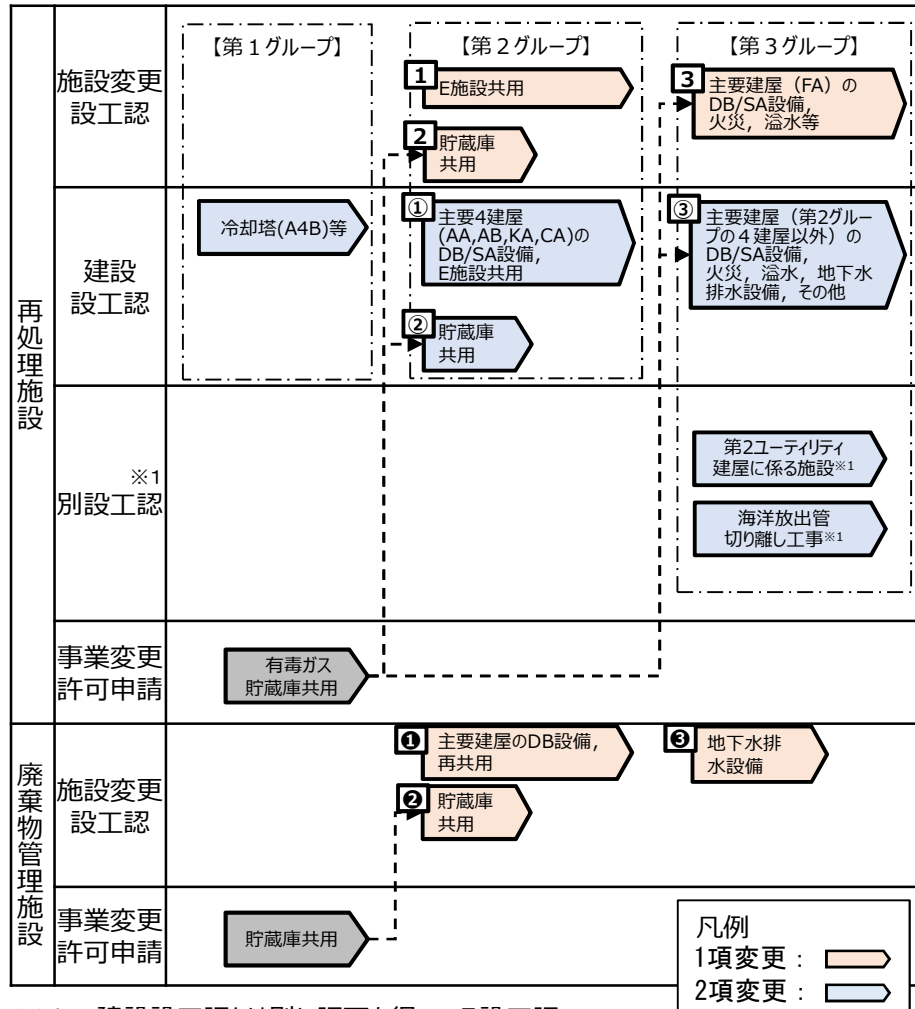 再処理施設
施設変更
設工認
【第１グループ】
【第２グループ】
【第３グループ】
1
E施設共用
2
貯蔵庫
共用
3
主要建屋（FA）の
DB/SA設備，
火災，溢水等
建設
設工認
冷却塔(A4B)等
①
主要4建屋
(AA,AB,KA,CA)の
DB/SA設備，
E施設共用
②
貯蔵庫
共用
③
主要建屋（第2グルー
プの４建屋以外）の
DB/SA設備，
火災，溢水，地下水
排水設備，その他
※1
別設工認
第2ユーティリティ
建屋に係る施設※1
海洋放出管
切り離し工事※1
事業変更
許可申請
有毒ガス
貯蔵庫共用
廃棄物管理施設
施設変更
設工認
❶
主要建屋のDB設備，
再共用
❷
貯蔵庫
共用
❸
地下水排
水設備
事業変更
許可申請
貯蔵庫共用
凡例
1項変更：
2項変更：